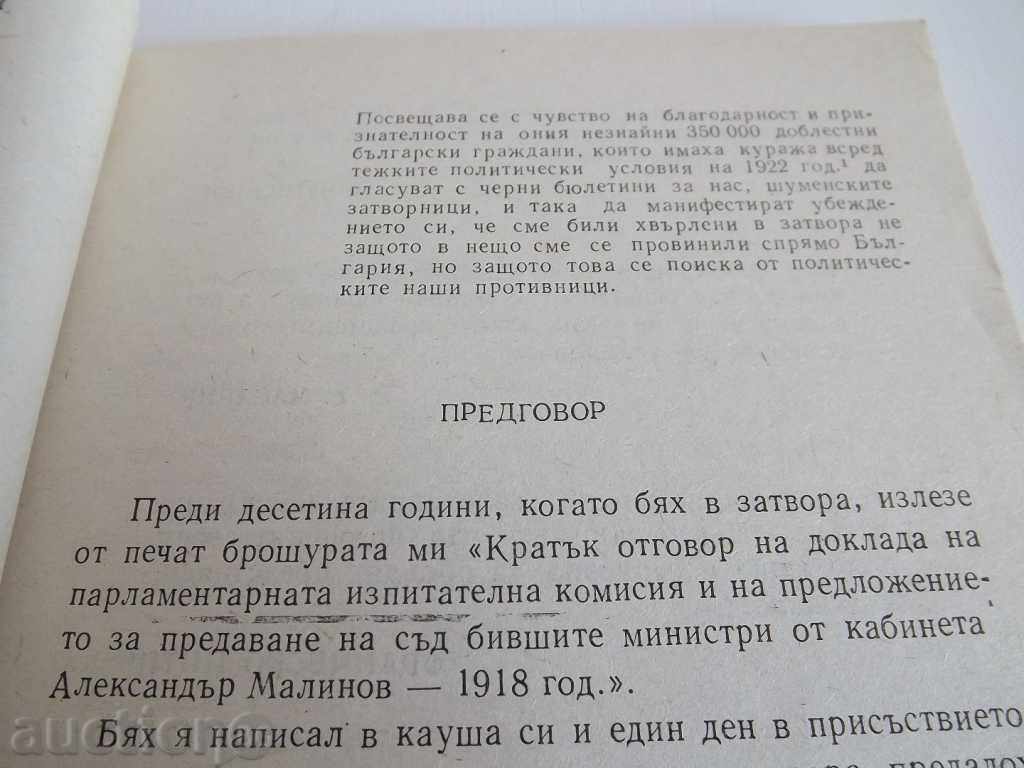 Посвещава се с чувство на благодарност и при-
знателност на ония незнайни 350 000 доблестни
български граждани, които имаха куража всред
тежките политически условия на 1922 год.¹ да
гласуват с черни бюлетини за нас, шуменските
затворници, и така да манифестират убежде-
нието си, че сме били хвърлени в затвора не
защото в нещо сме се провинили спрямо Бъл-
гария, но защото това се поиска от политичес-
ките наши противници.
ПРЕДГОВОР
Преди десетина години, когато бях в затвора, излезе
от печат брошурата ми «Кратък отговор на доклада на
парламентарната изпитателна комисия и на предложение-
то за предаване на съд бившите министри от кабинета
Александър Малинов — 1918 год.».
Бях я написал в кауша си и един ден в присъствието